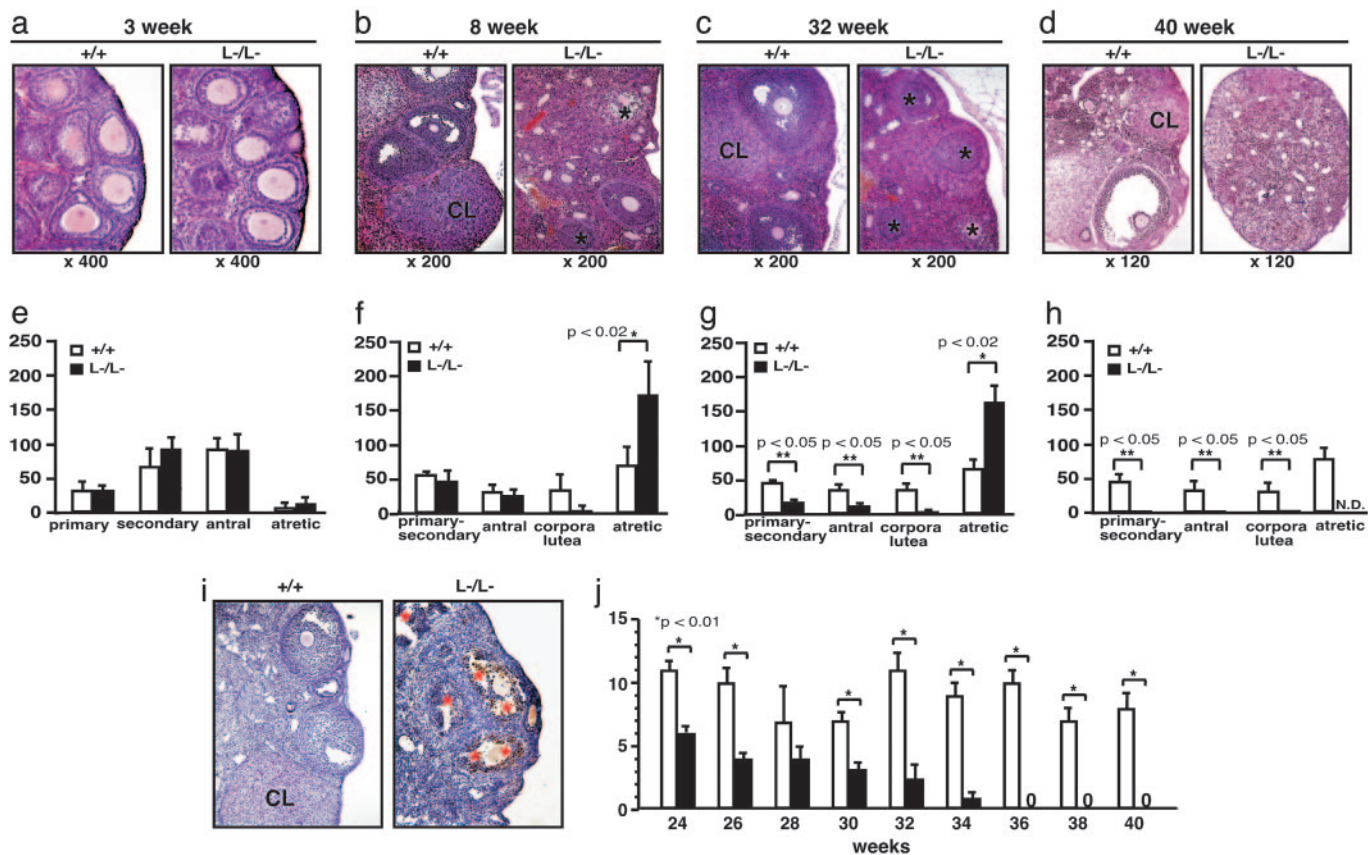 a 3 week
+/+ L-/L-
x 400 x 400
b 8 week
+/+ L-/L-
* CL *
x 200 x 200
c 32 week
+/+ L-/L-
* CL * * *
x 200 x 200
d 40 week
+/+ L-/L-
CL
x 120 x 120
e
250
200
150
100
50
0
+/+
L-/L-
primary secondary antral atretic
f
250
200
150
100
50
0
+/+
L-/L-
p < 0.02 *
primary-secondary antral corpora lutea atretic
g
250
200
150
100
50
0
+/+
L-/L-
p < 0.02
*
p < 0.05 p < 0.05 p < 0.05
** ** **
primary-secondary antral corpora lutea atretic
h
250
200
150
100
50
0
+/+
L-/L-
p < 0.05 p < 0.05 p < 0.05
** ** **
N.D.
primary-secondary antral corpora lutea atretic
i
+/+ L-/L-
CL
* * * * *
j
15
10
5
0
*p < 0.01
* * * * * * * *
0 0 0
24 26 28 30 32 34 36 38 40
weeks